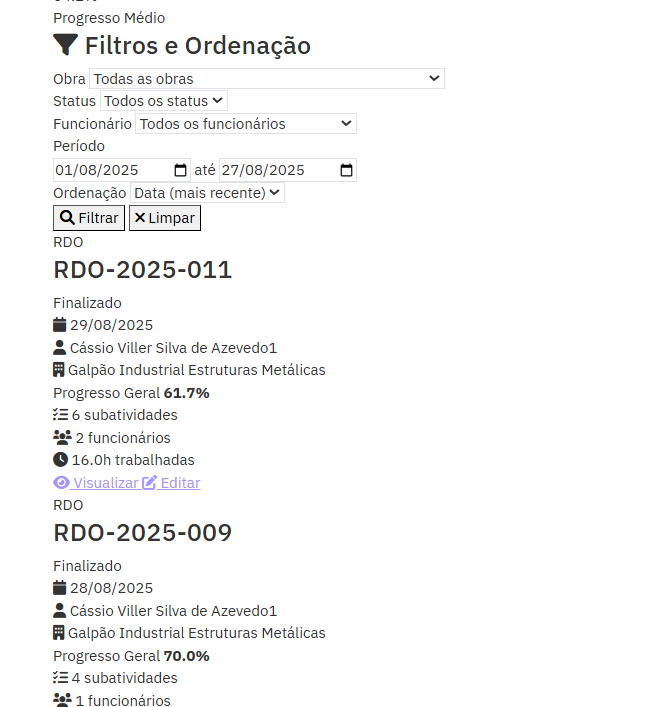 Progresso Médio
Filtros e Ordenação
Obra Todas as obras
Status Todos os status
Funcionário Todos os funcionários
Período
01/08/2025 até 27/08/2025
Ordenação Data (mais recente)
Filtrar Limpar
RDO
RDO-2025-011
Finalizado
29/08/2025
Cássio Viller Silva de Azevedo1
Galpão Industrial Estruturas Metálicas
Progresso Geral 61.7%
6 subatividades
2 funcionários
16.0h trabalhadas
Visualizar Editar
RDO
RDO-2025-009
Finalizado
28/08/2025
Cássio Viller Silva de Azevedo1
Galpão Industrial Estruturas Metálicas
Progresso Geral 70.0%
4 subatividades
1 funcionários